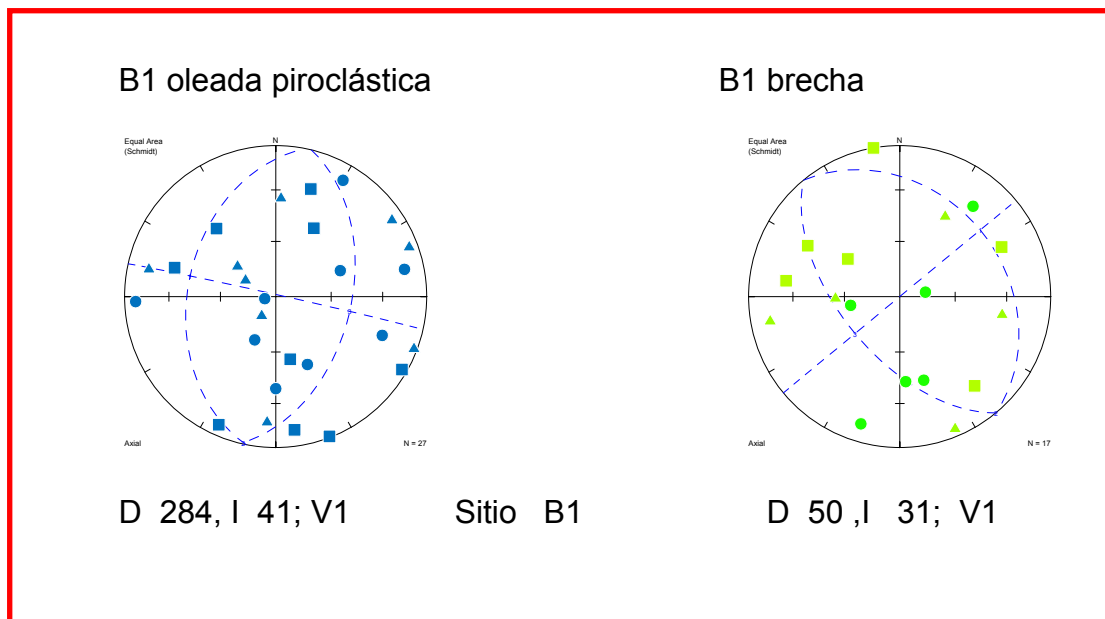 B1 oleada piroclástica
B1 brecha
Equal Area
(Schmidt)
N
Axial
N = 27
Equal Area
(Schmidt)
N
Axial
N = 17
D 284, I 41; V1
Sitio B1
D 50 ,I 31; V1